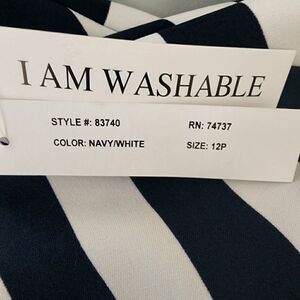 I AM WASHABLE
STYLE #: 83740 RN: 74737
COLOR: NAVY/WHITE SIZE: 12P